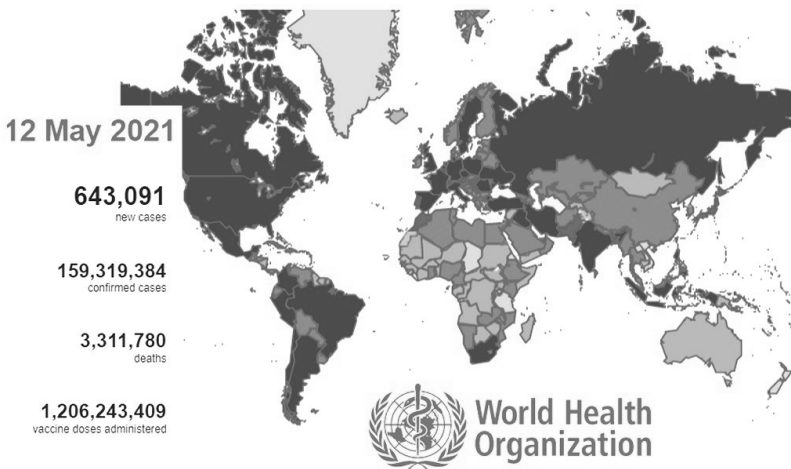 12 May 2021
643,091
new cases
159,319,384
confirmed cases
3,311,780
deaths
1,206,243,409
vaccine doses administered
World Health
Organization